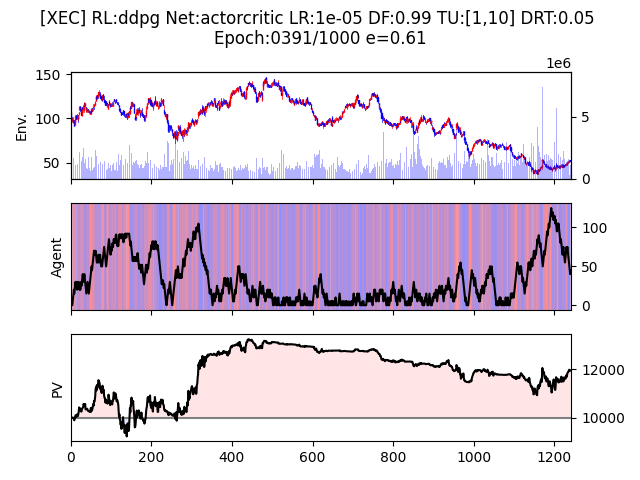 [XEC] RL:ddpg Net:actorcritic LR:1e-05 DF:0.99 TU:[1,10] DRT:0.05
Epoch:0391/1000 e=0.61
1e6
150
100
50
Env.
5
0
Agent
100
50
0
PV
12000
10000
0 200 400 600 800 1000 1200